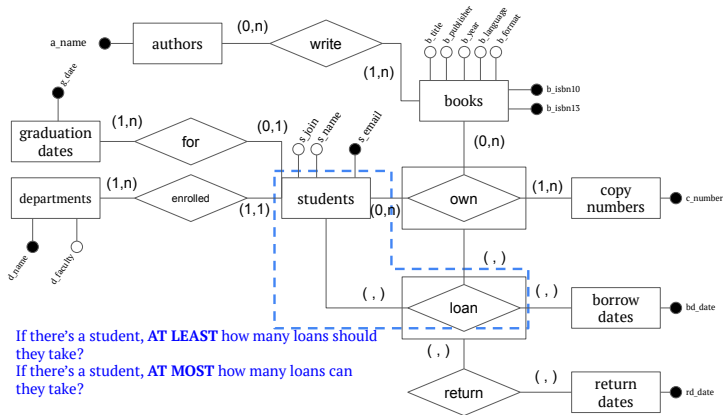 (0,n)
a_name
authors
write
b_title
b_publisher
b_year
b_language
b_format
(1,n)
books
b_isbn10
b_isbn13
g_date
graduation
dates
(1,n)
for
(0,1)
s_join
s_name
s_email
(0,n)
departments
(1,n)
enrolled
(1,1)
students
(0,n)
own
(1,n)
copy
numbers
c_number
d_name
d_faculty
( , )
( , )
loan
( , )
borrow
dates
bd_date
If there's a student, AT LEAST how many loans should
they take?
If there's a student, AT MOST how many loans can
they take?
( , )
return
( , )
return
dates
rd_date